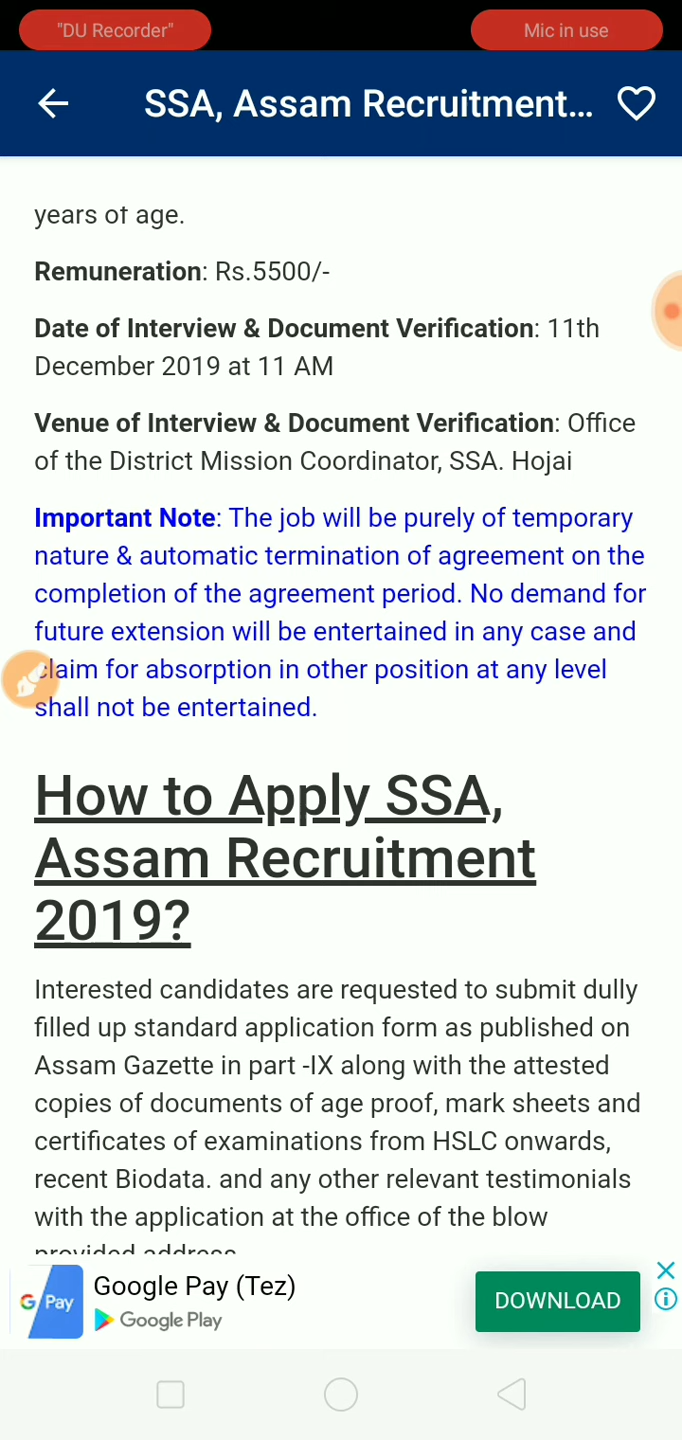 "DU Recorder"
Mic in use
SSA, Assam Recruitment...
years of age.
Remuneration: Rs.5500/-
Date of Interview & Document Verification: 11th
December 2019 at 11 AM
Venue of Interview & Document Verification: Office
of the District Mission Coordinator, SSA. Hojai
Important Note: The job will be purely of temporary
nature & automatic termination of agreement on the
completion of the agreement period. No demand for
future extension will be entertained in any case and
claim for absorption in other position at any level
shall not be entertained.
How to Apply SSA,
Assam Recruitment
2019?
Interested candidates are requested to submit dully
filled up standard application form as published on
Assam Gazette in part -IX along with the attested
copies of documents of age proof, mark sheets and
certificates of examinations from HSLC onwards,
recent Biodata. and any other relevant testimonials
with the application at the office of the blow
provided address
G Pay
Google Pay (Tez)
Google Play
DOWNLOAD